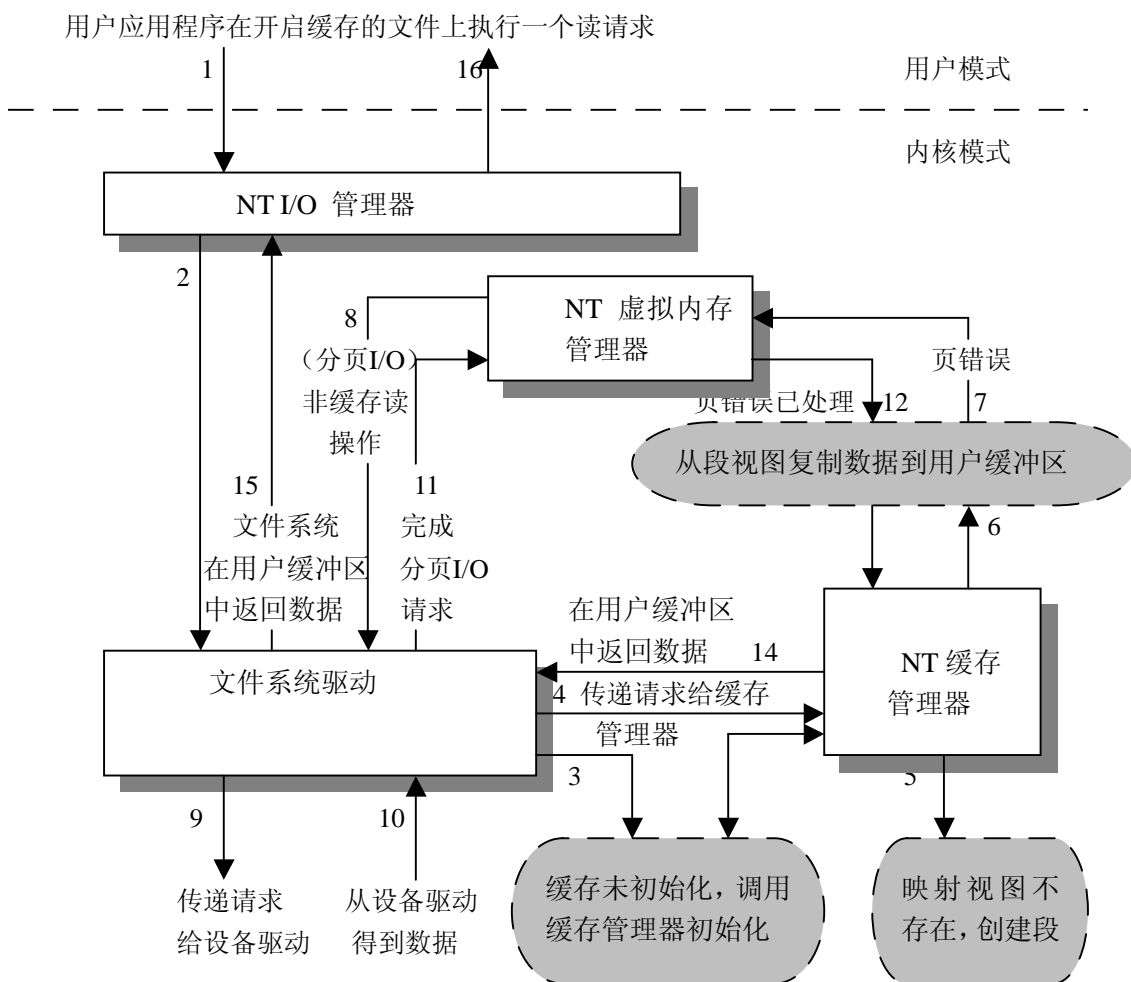 用户应用程序在开启缓存的文件上执行一个读请求
1
16
用户模式
内核模式
NT I/O 管理器
2
8
（分页I/O）
非缓存读
操作
NT 虚拟内存
管理器
页错误
页错误已处理
12
7
从段视图复制数据到用户缓冲区
6
15
文件系统
在用户缓冲区
中返回数据
11
完成
分页I/O
请求
在用户缓冲区
中返回数据
14
NT 缓存
管理器
文件系统驱动
4 传递请求给缓存
管理器
3
5
9
10
传递请求
给设备驱动
从设备驱动
得到数据
缓存未初始化，调用
缓存管理器初始化
映射视图不
存在，创建段